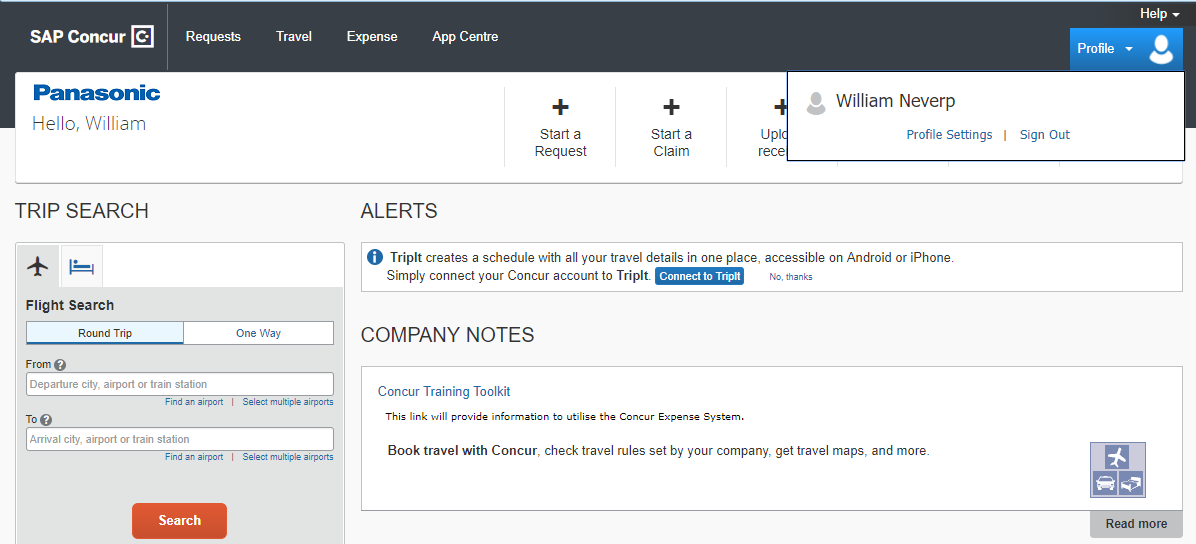 Help
SAP Concur
Requests
Travel
Expense
App Centre
Profile
Panasonic
Hello, William
Start a
Request
Start a
Claim
William Neverp
Profile Settings | Sign Out
TRIP SEARCH
Flight Search
Round Trip
One Way
From
Departure city, airport or train station
Find an airport | Select multiple airports
To
Arrival city, airport or train station
Find an airport | Select multiple airports
Search
ALERTS
TripIt creates a schedule with all your travel details in one place, accessible on Android or iPhone.
Simply connect your Concur account to TripIt. Connect to TripIt No, thanks
COMPANY NOTES
Concur Training Toolkit
This link will provide information to utilise the Concur Expense System.
Book travel with Concur, check travel rules set by your company, get travel maps, and more.
Read more